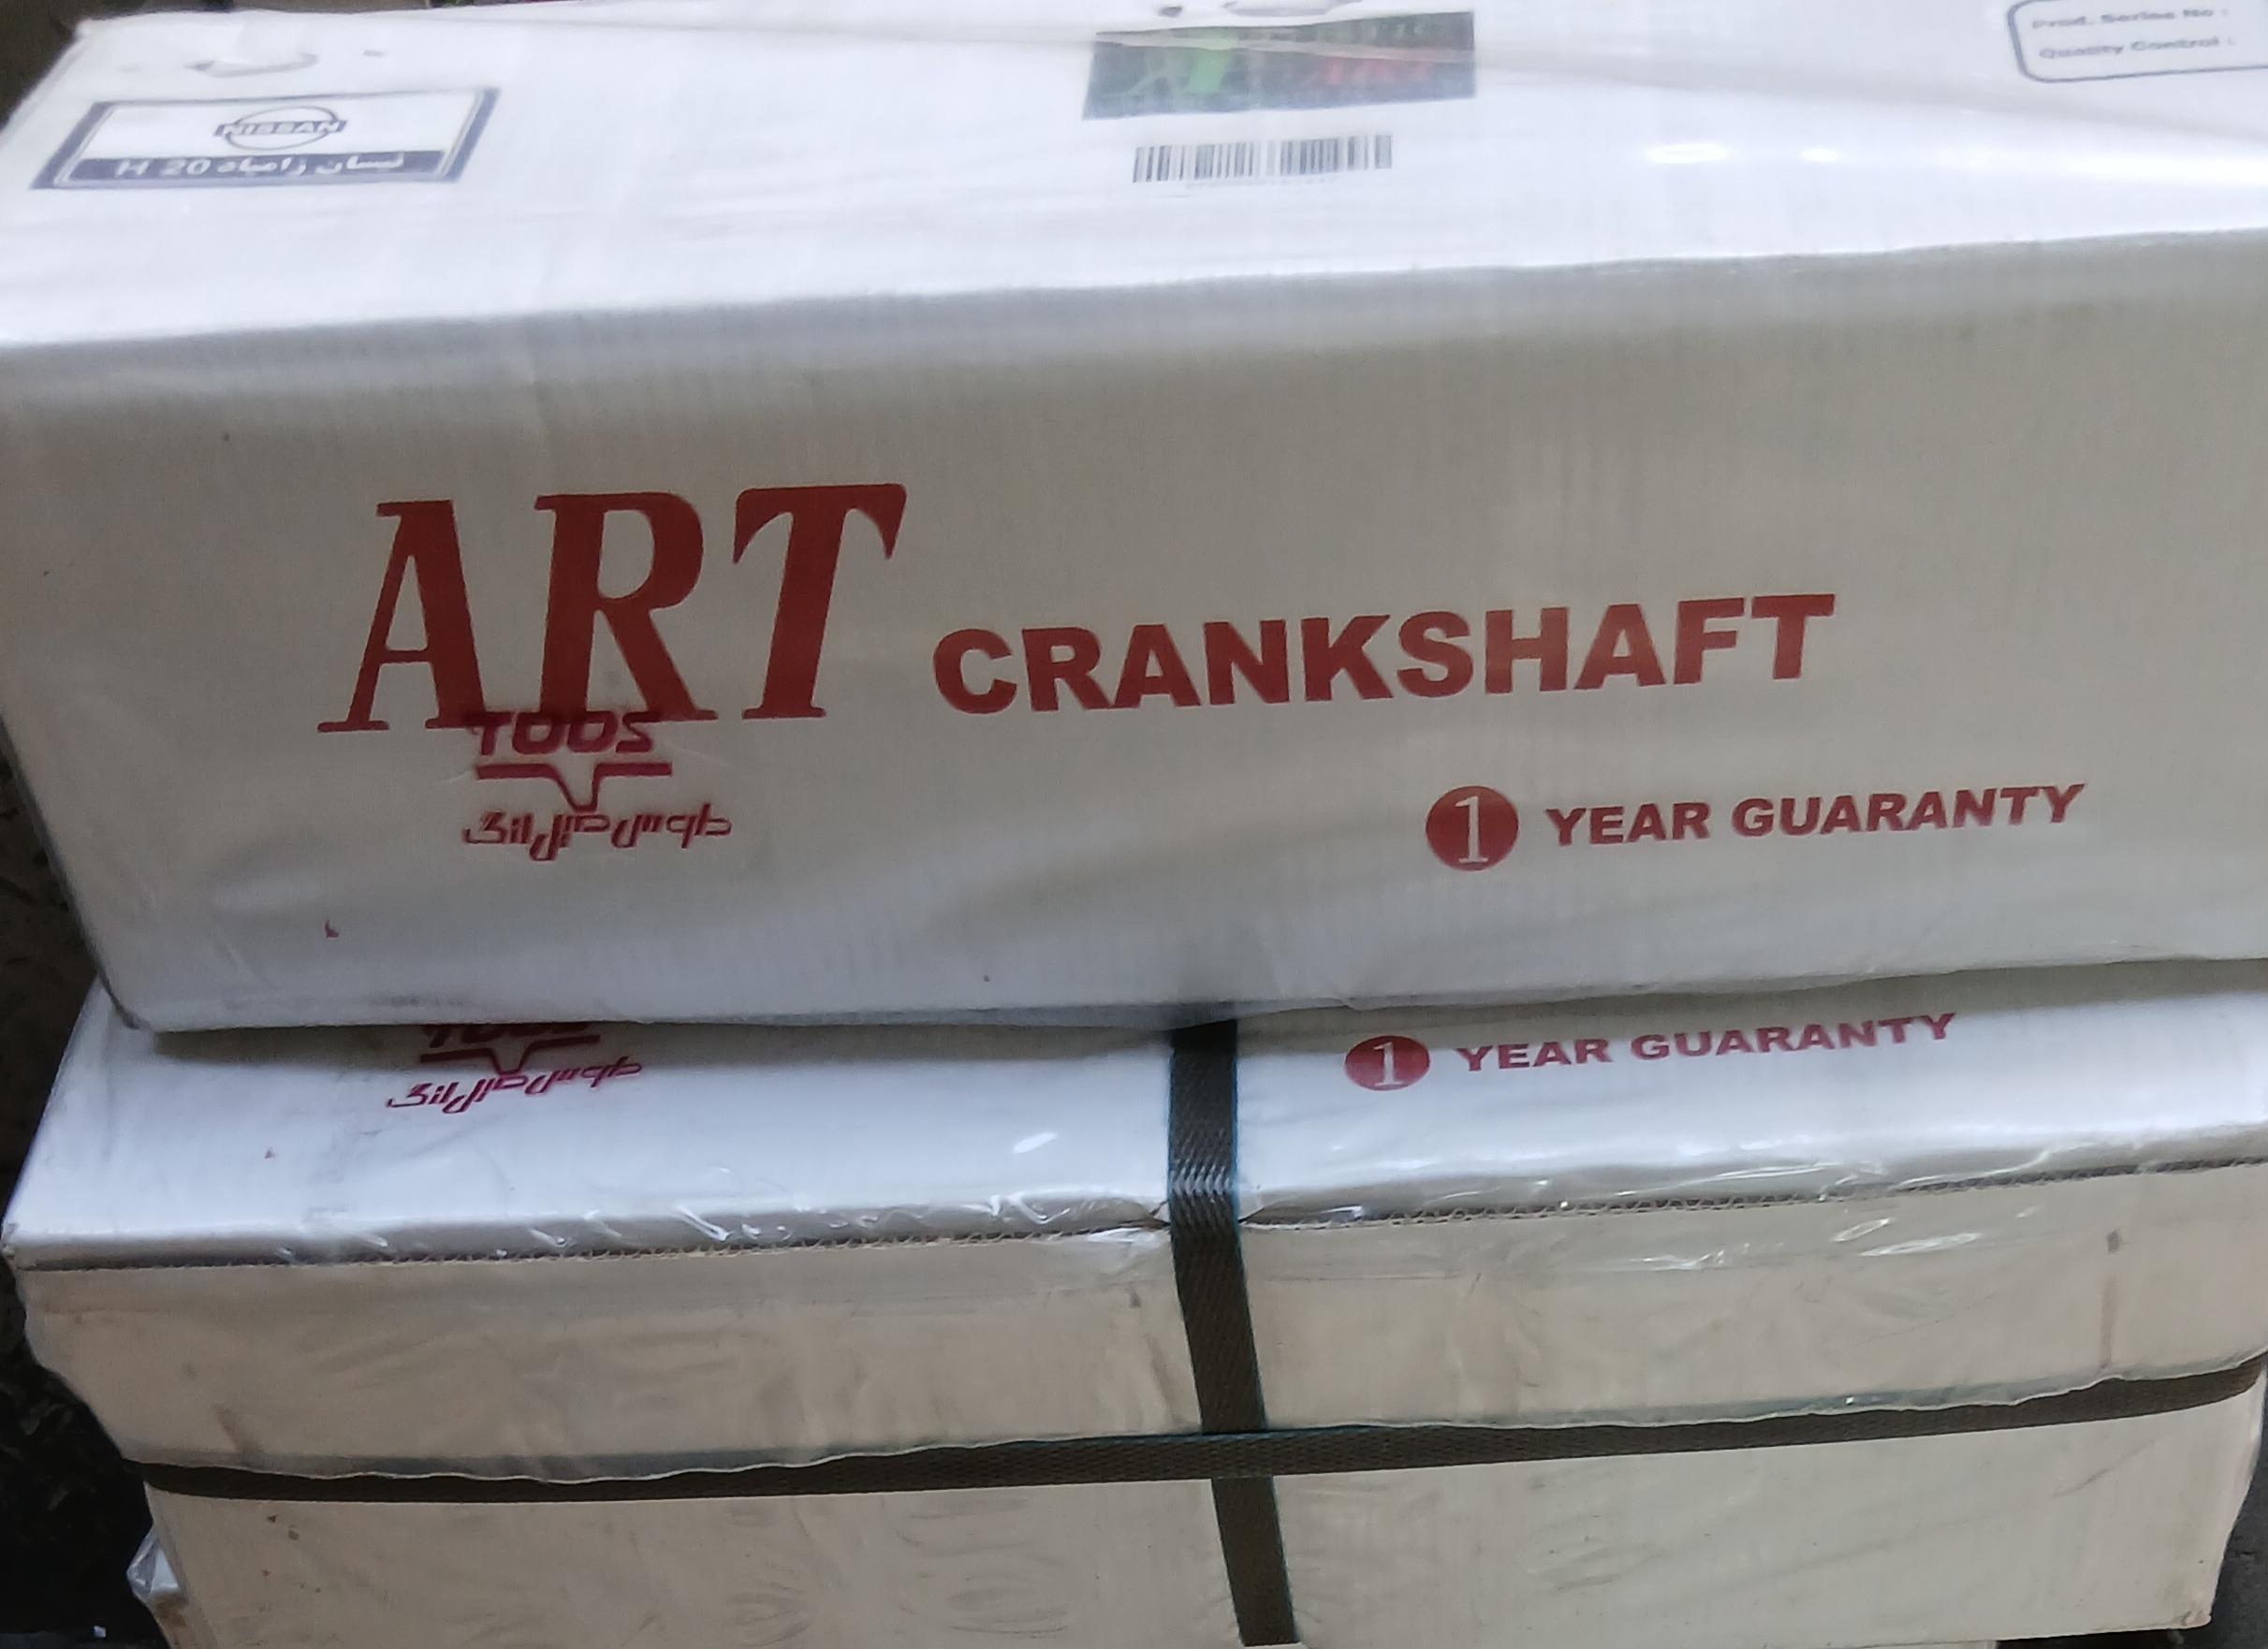 Prod. Series No :
Quality Control :
NISSAN
نیسان زامیاد H 20
ART CRANKSHAFT
TOOS
طوس میل لنگ
1 YEAR GUARANTY
1 YEAR GUARANTY
طوس میل لنگ